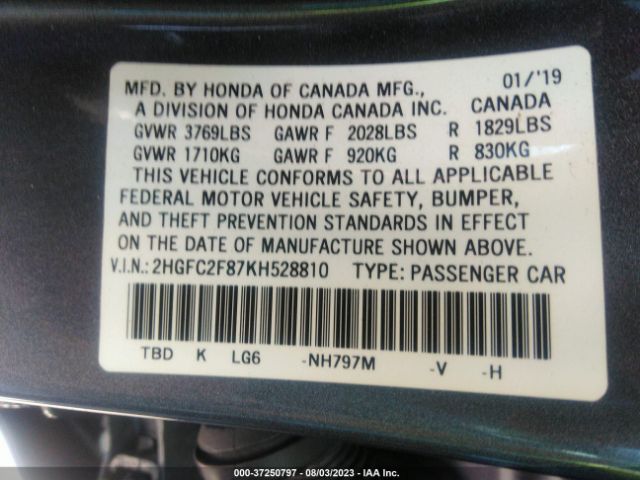 MFD. BY HONDA OF CANADA MFG., 01/'19
A DIVISION OF HONDA CANADA INC. CANADA
GVWR 3769LBS GAWR F 2028LBS R 1829LBS
GVWR 1710KG GAWR F 920KG R 830KG
THIS VEHICLE CONFORMS TO ALL APPLICABLE
FEDERAL MOTOR VEHICLE SAFETY, BUMPER,
AND THEFT PREVENTION STANDARDS IN EFFECT
ON THE DATE OF MANUFACTURE SHOWN ABOVE.
V.I.N.: 2HGFC2F87KH528810 TYPE: PASSENGER CAR
TBD K LG6 -NH797M -V -H
000-37250797 - 08/03/2023 - IAA Inc.